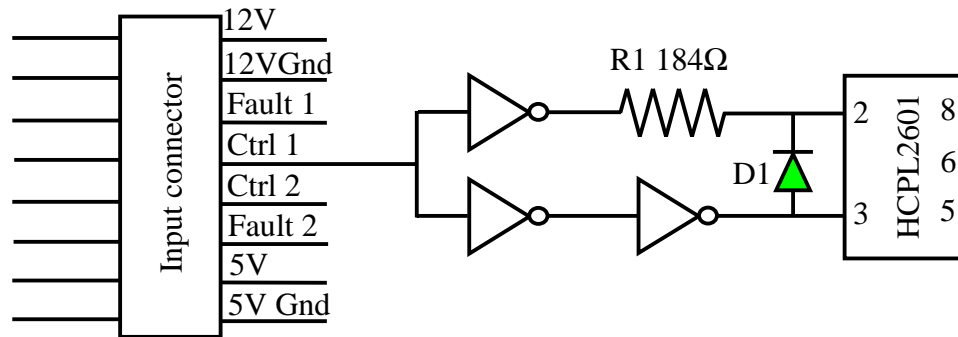 Input connector
12V
12VGnd
Fault 1
Ctrl 1
Ctrl 2
Fault 2
5V
5V Gnd
R1 184Ω
D1
2
3
HCPL2601
8
6
5